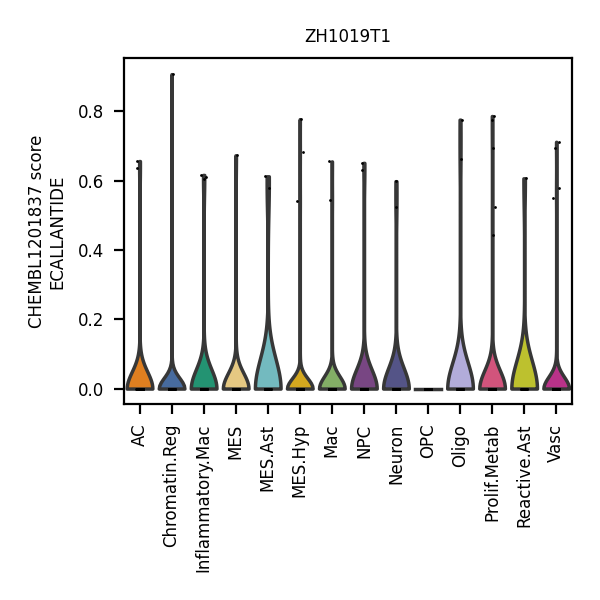 ZH1019T1
CHEMBL1201837 score
ECALLANTIDE
0.8
0.6
0.4
0.2
0.0
AC
Chromatin.Reg
Inflammatory.Mac
MES
MES.Ast
MES.Hyp
Mac
NPC
Neuron
OPC
Oligo
Prolif.Metab
Reactive.Ast
Vasc